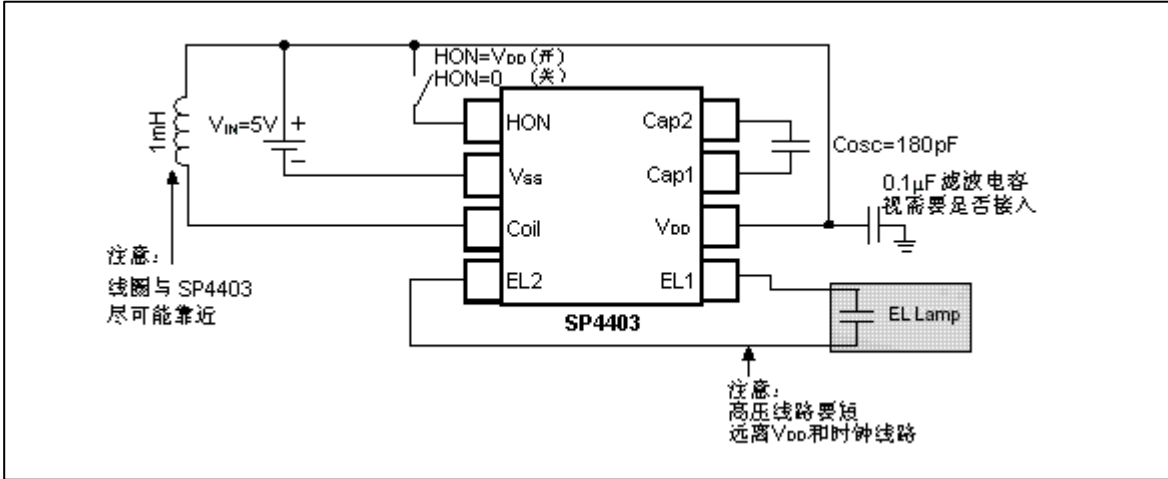 HON=VDD (开)
HON=0 (关)
1mH
VIN=5V
+
−
HON
Vss
Coil
EL2
Cap2
Cap1
VDD
EL1
SP4403
Cosc=180pF
0.1µF 滤波电容
视需要是否接入
EL Lamp
注意：
线圈与 SP4403
尽可能靠近
注意：
高压线路要短
远离VDD和时钟线路